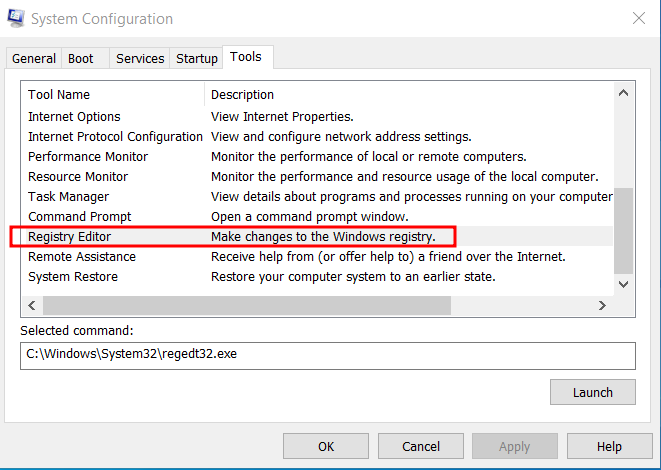 System Configuration
General Boot Services Startup Tools
Tool Name Description
Internet Options View Internet Properties.
Internet Protocol Configuration View and configure network address settings.
Performance Monitor Monitor the performance of local or remote computers.
Resource Monitor Monitor the performance and resource usage of the local computer.
Task Manager View details about programs and processes running on your computer
Command Prompt Open a command prompt window.
Registry Editor Make changes to the Windows registry.
Remote Assistance Receive help from (or offer help to) a friend over the Internet.
System Restore Restore your computer system to an earlier state.
Selected command:
C:\Windows\System32\regedt32.exe
Launch
OK Cancel Apply Help